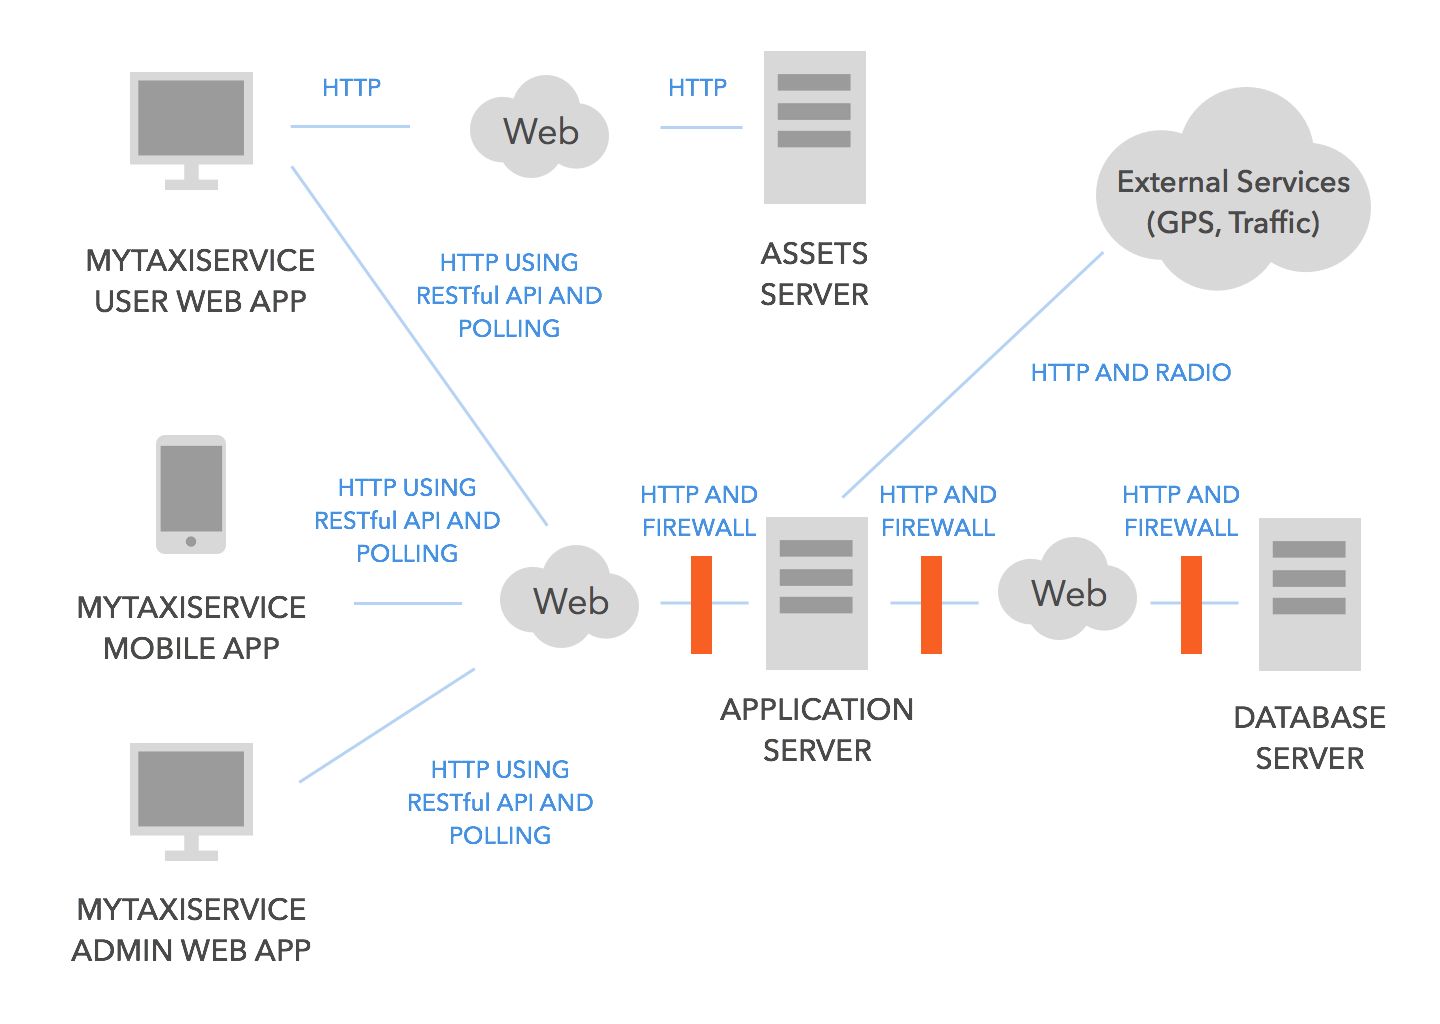 HTTP
Web
HTTP
MYTAXISERVICE
USER WEB APP
ASSETS
SERVER
External Services
(GPS, Traffic)
HTTP USING
RESTful API AND
POLLING
HTTP AND RADIO
HTTP USING
RESTful API AND
POLLING
HTTP AND
FIREWALL
HTTP AND
FIREWALL
HTTP AND
FIREWALL
MYTAXISERVICE
MOBILE APP
Web
Web
APPLICATION
SERVER
DATABASE
SERVER
HTTP USING
RESTful API AND
POLLING
MYTAXISERVICE
ADMIN WEB APP